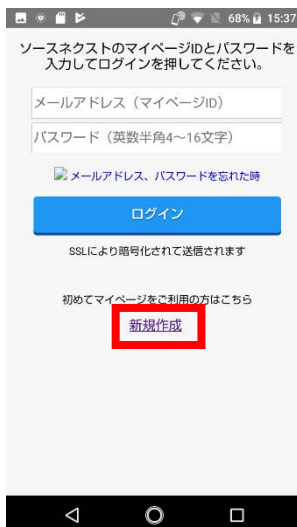 68% 15:37
ソースネクストのマイページIDとパスワードを
入力してログインを押してください。
メールアドレス（マイページID）
パスワード（英数半角4～16文字）
メールアドレス、パスワードを忘れた時
ログイン
SSLにより暗号化されて送信されます
初めてマイページをご利用の方はこちら
新規作成